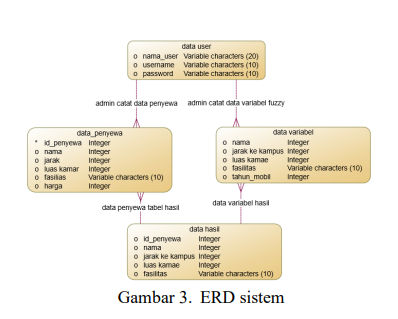 data user
o nama_user Variable characters (20)
o username Variable characters (10)
o password Variable characters (10)
admin catat data penyewa
admin catat data variabel fuzzy
data_penyewa
* id_penyewa Integer
o nama Integer
o jarak Integer
o luas kamar Integer
o fasilias Variable characters (10)
o harga Integer
data variabel
o nama Integer
o jarak ke kampus Integer
o luas kamae Integer
o fasilitas Variable characters (10)
o tahun_mobil Integer
data penyewa tabel hasil
data variabel hasil
data hasil
o id_penyewa Integer
o nama Integer
o jarak ke kampus Integer
o luas kamae Integer
o fasilitas Variable characters (10)
Gambar 3. ERD sistem